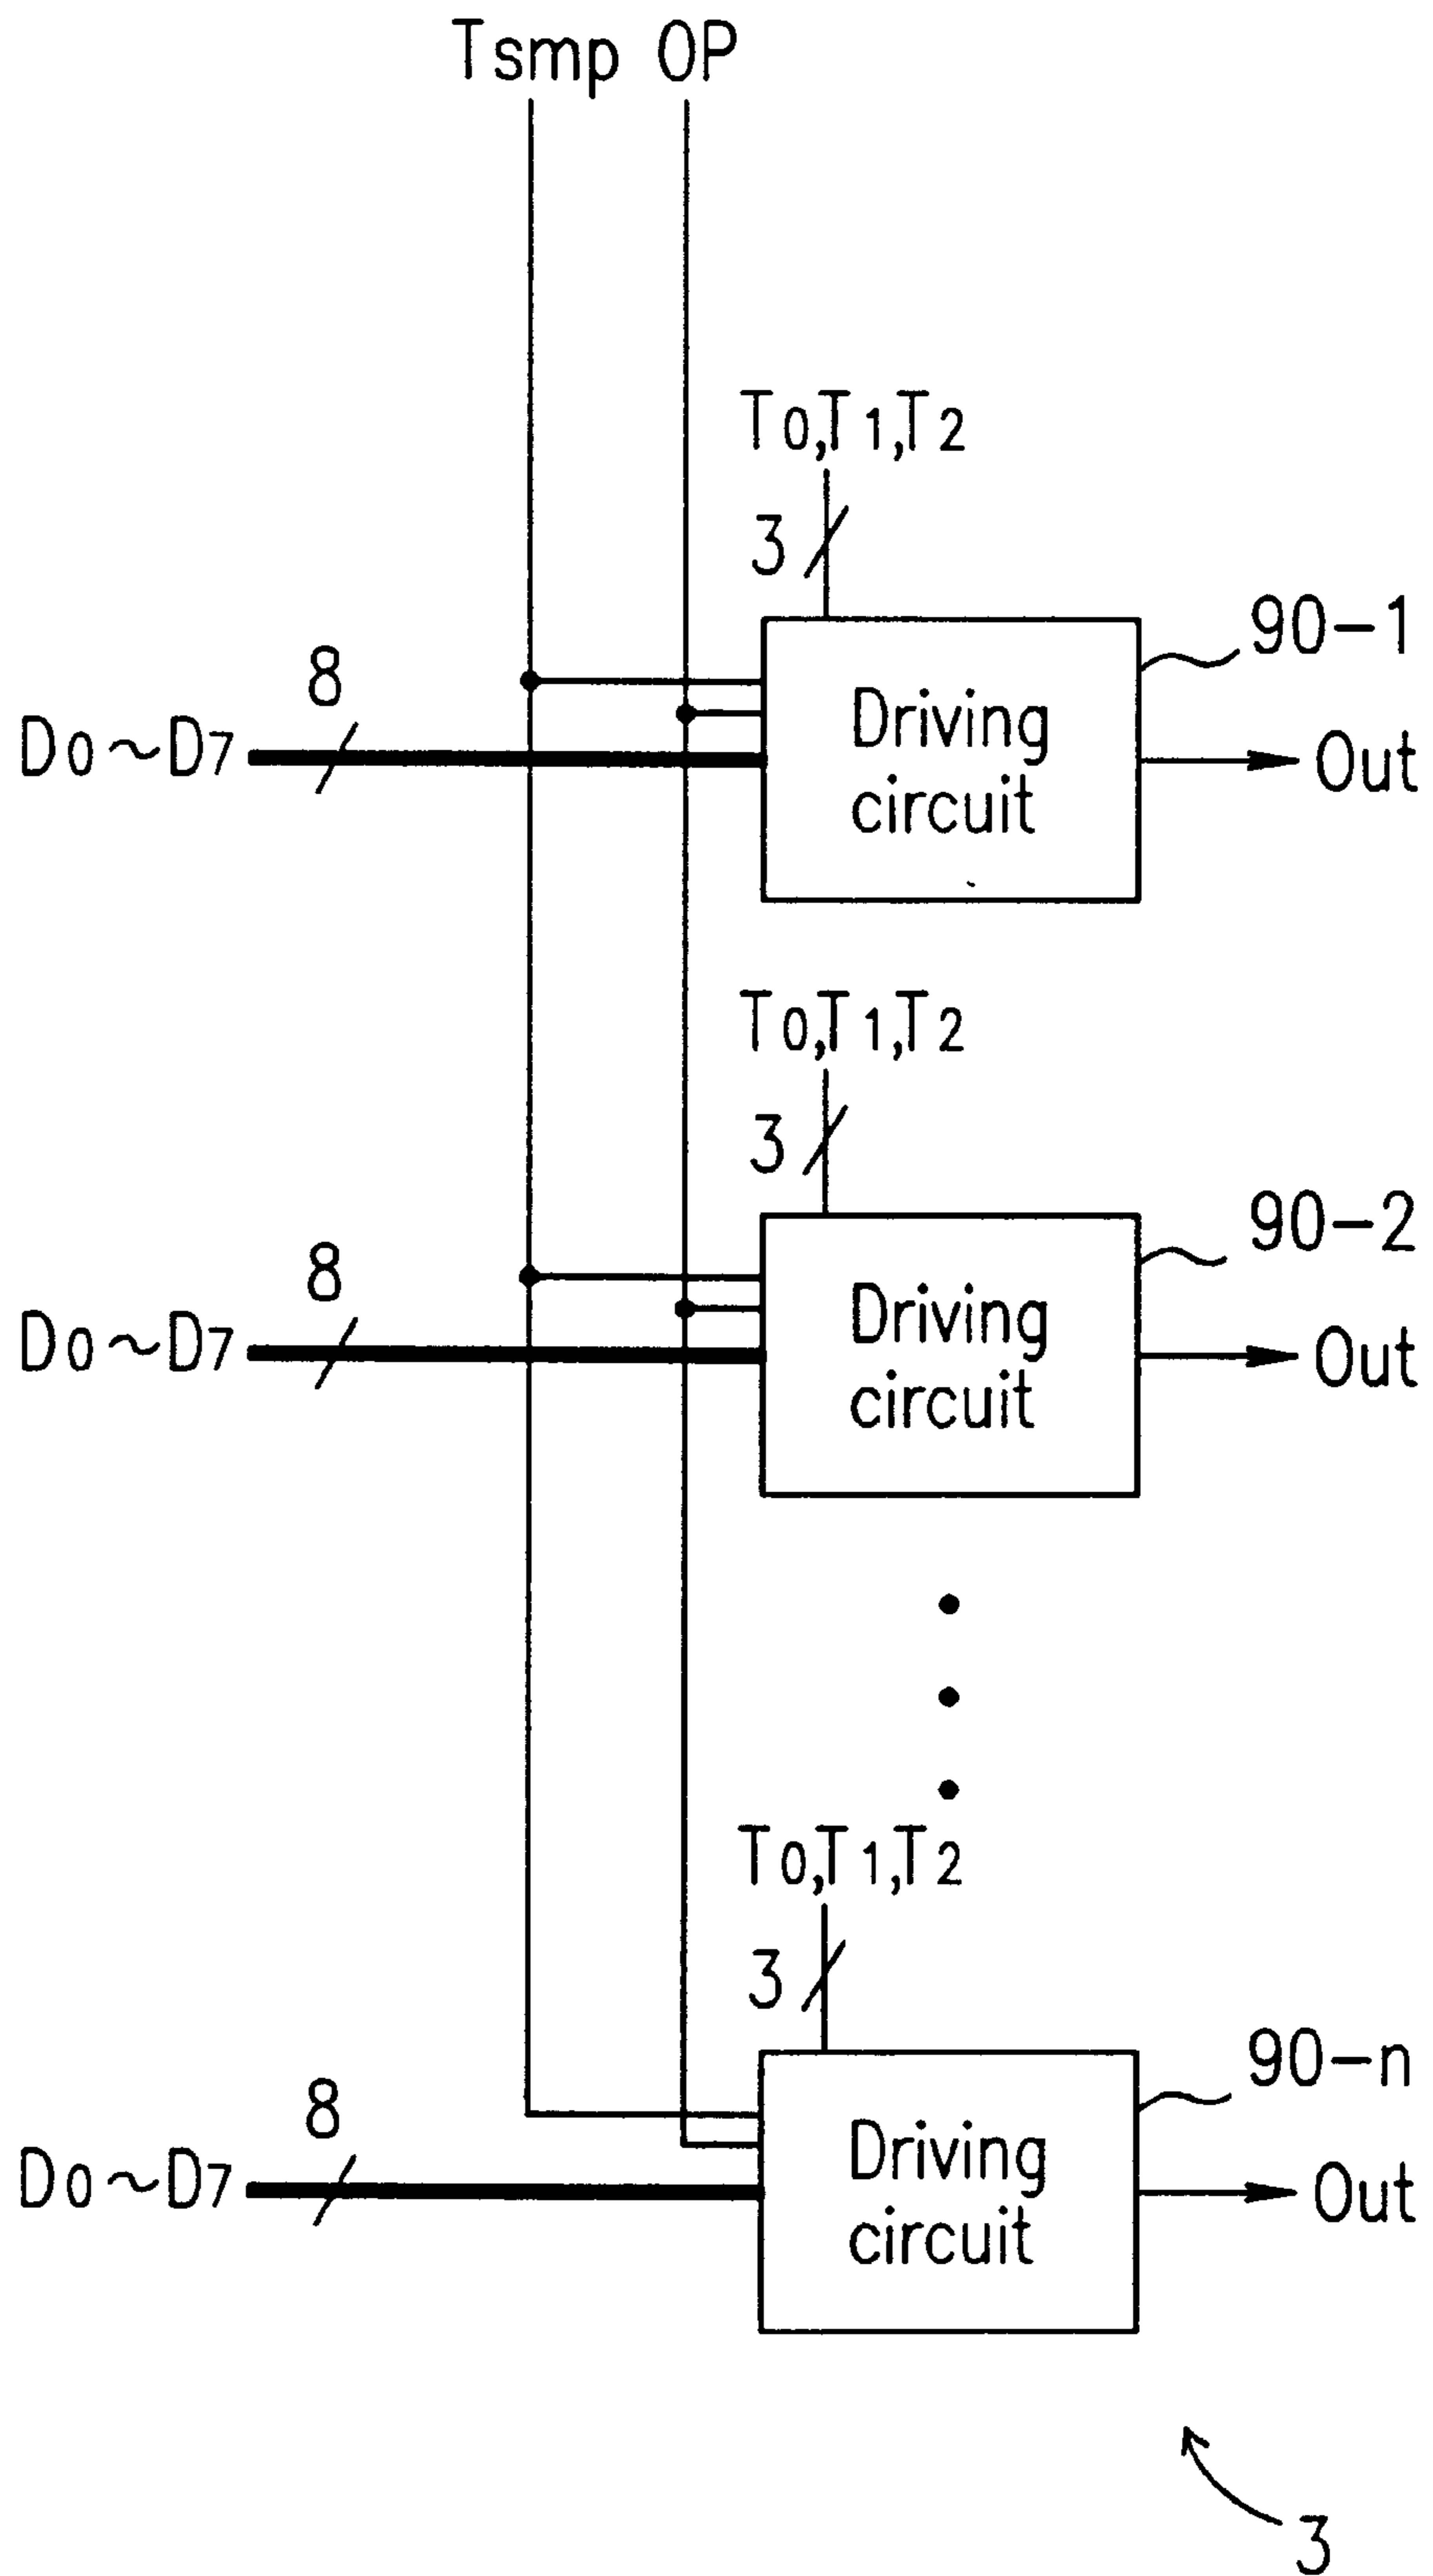 Tsmp OP
T0,T1,T2
3
90-1
8
D0~D7
Driving
circuit
Out
T0,T1,T2
3
90-2
8
D0~D7
Driving
circuit
Out
T0,T1,T2
3
90-n
8
D0~D7
Driving
circuit
Out
3